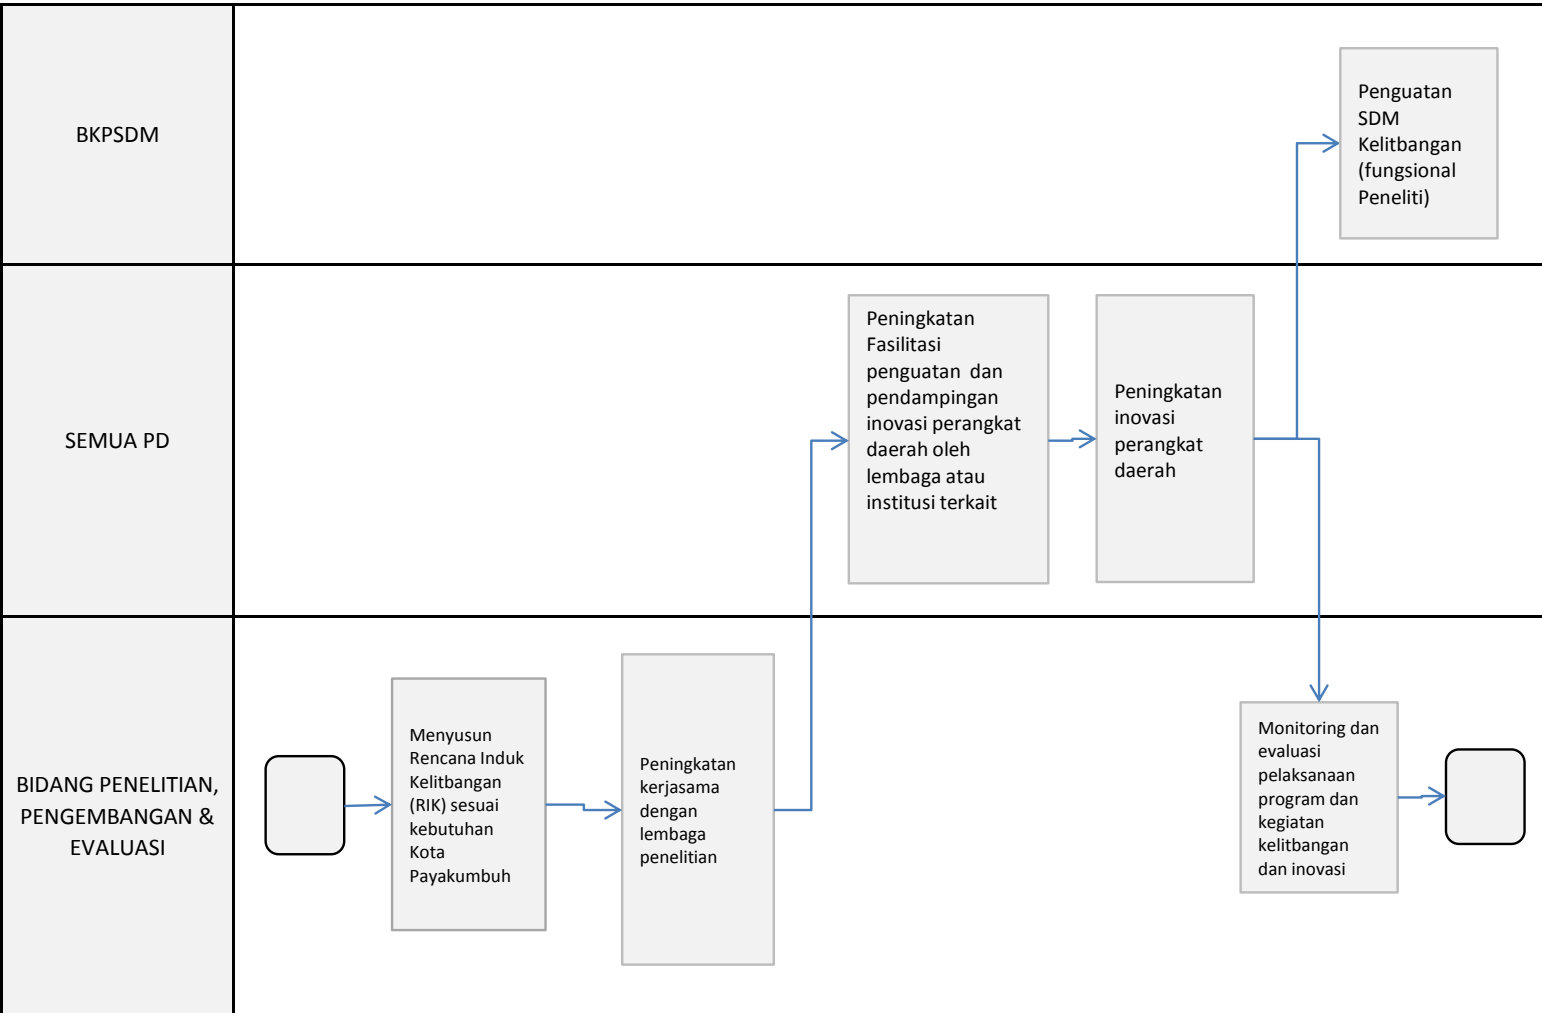 BKPSDM
Penguatan
SDM
Kelitbangan
(fungsional
Peneliti)
SEMUA PD
Peningkatan
Fasilitasi
penguatan dan
pendampingan
inovasi perangkat
daerah oleh
lembaga atau
institusi terkait
Peningkatan
inovasi
perangkat
daerah
BIDANG PENELITIAN,
PENGEMBANGAN &
EVALUASI
Menyusun
Rencana Induk
Kelitbangan
(RIK) sesuai
kebutuhan
Kota
Payakumbuh
Peningkatan
kerjasama
dengan
lembaga
penelitian
Monitoring dan
evaluasi
pelaksanaan
program dan
kegiatan
kelitbangan
dan inovasi